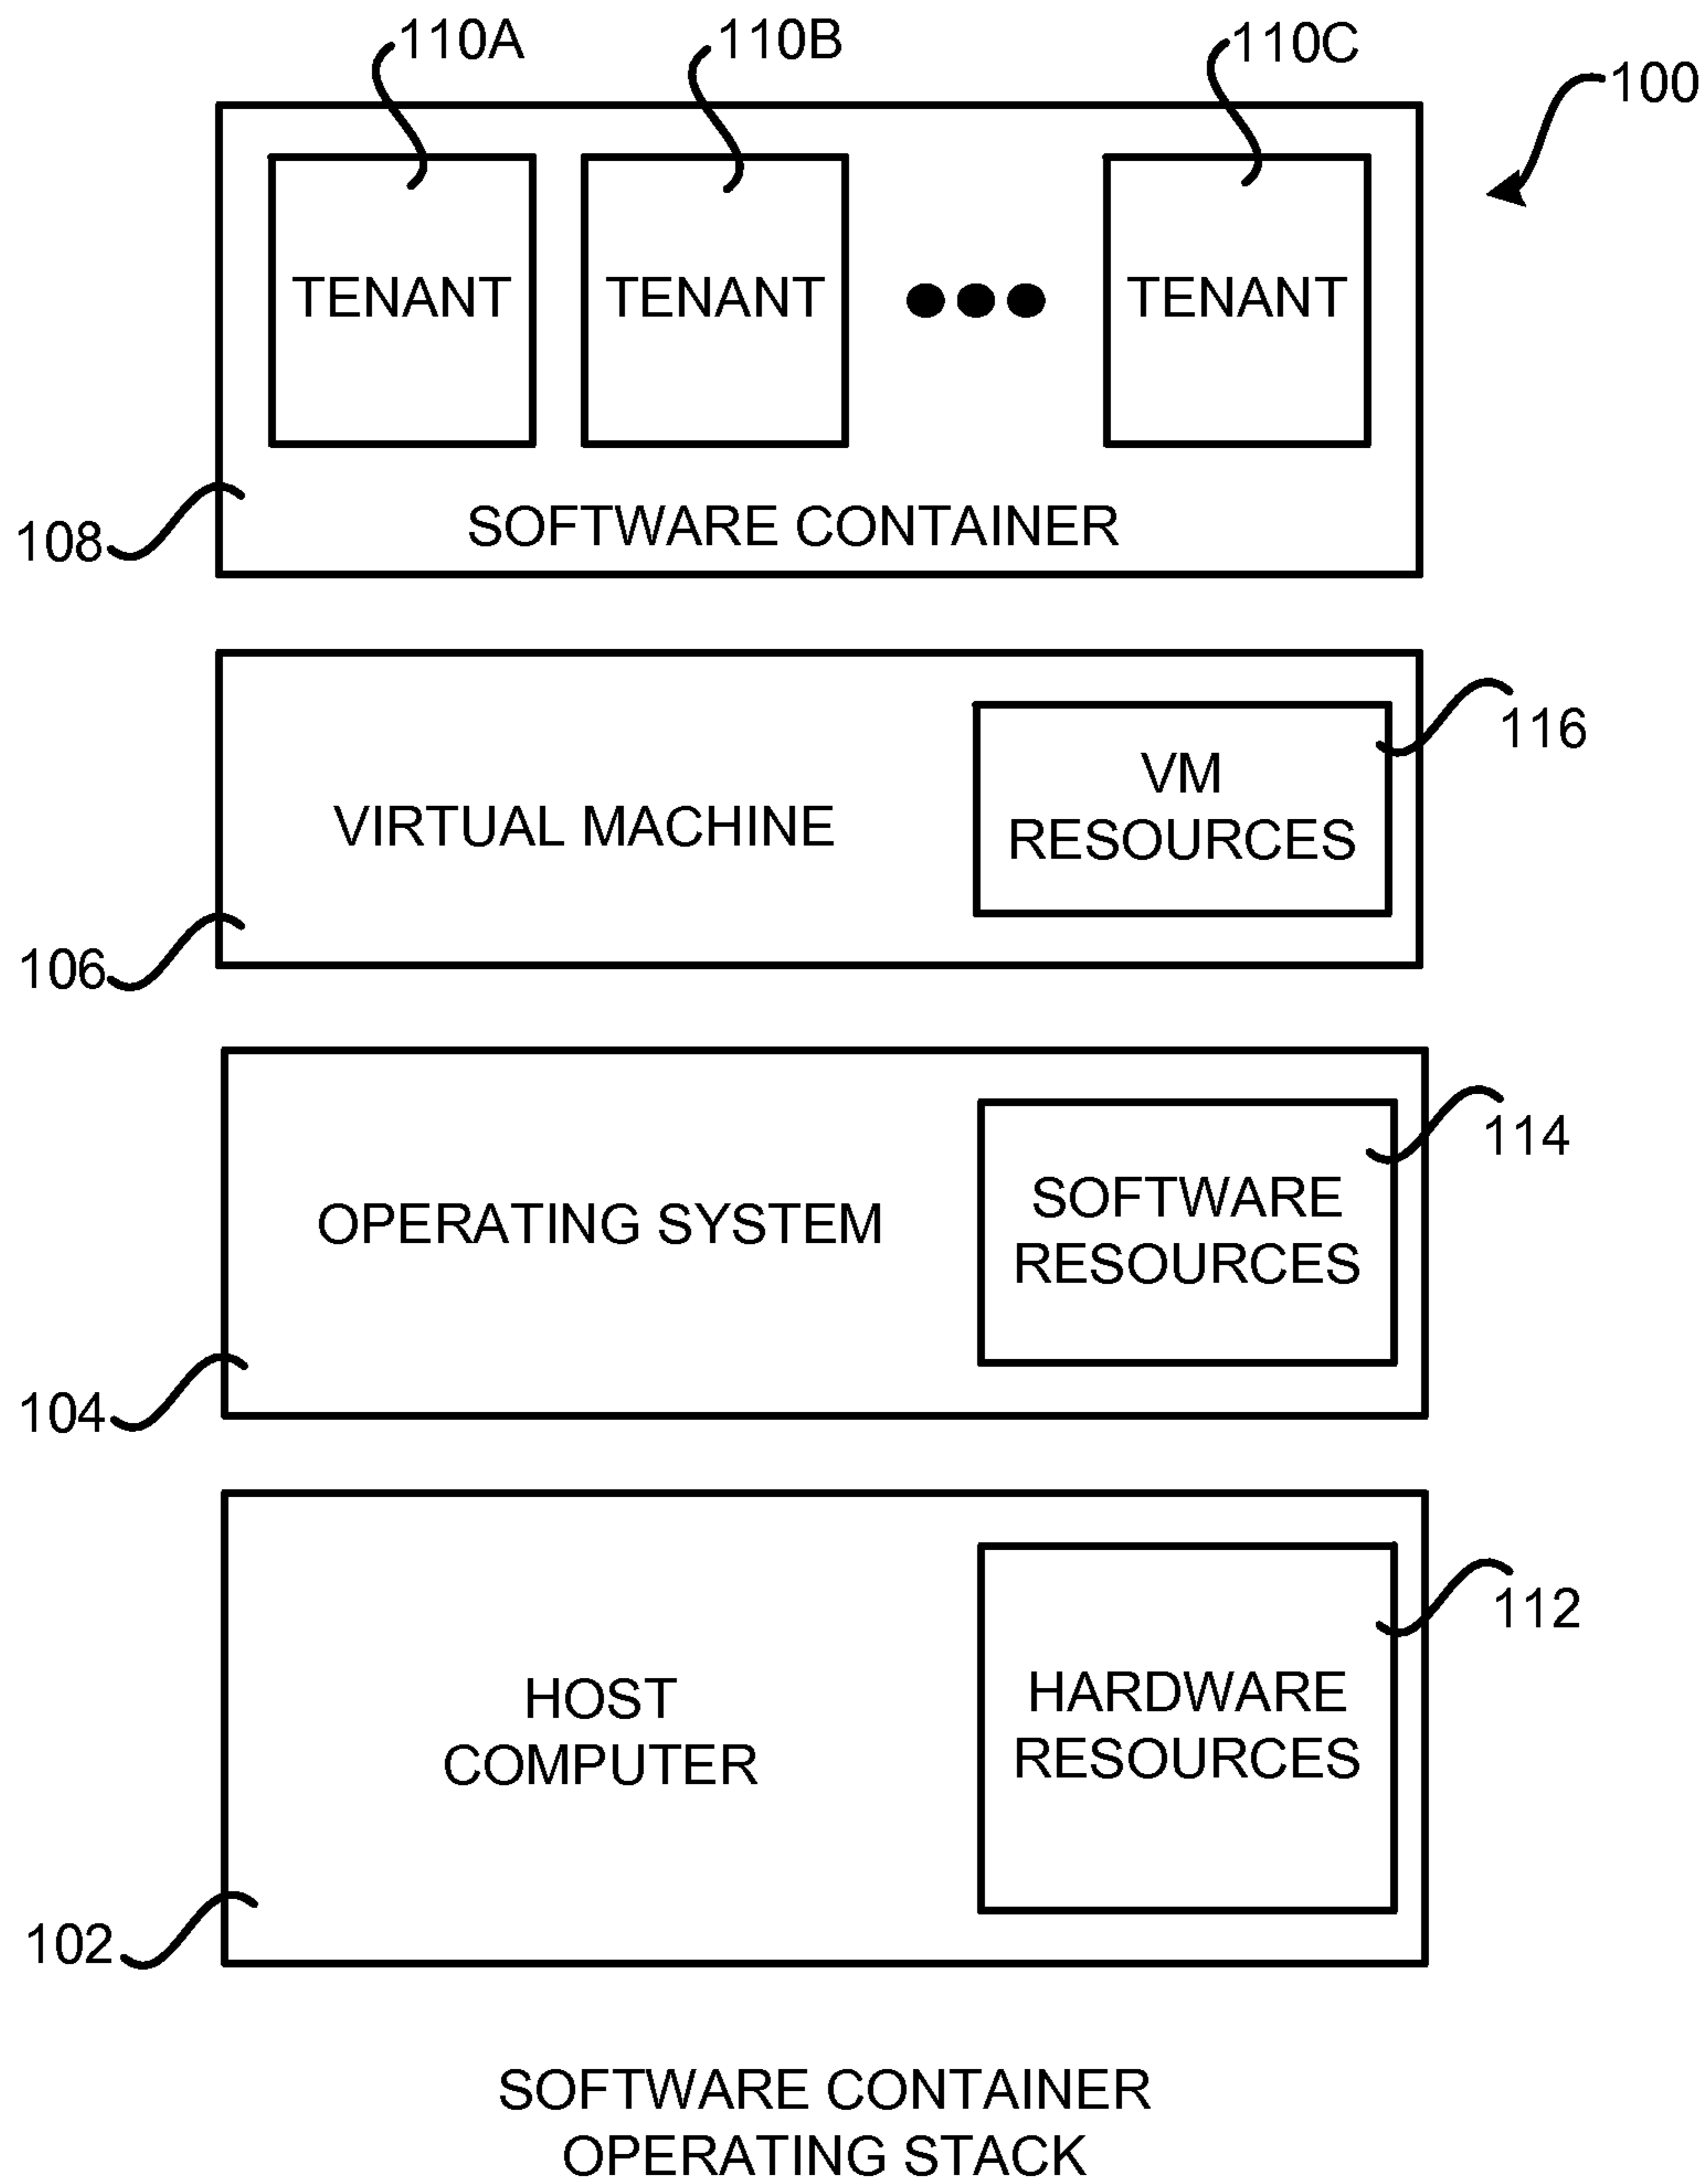 110A
110B
110C
100
TENANT
TENANT
TENANT
SOFTWARE CONTAINER
108
VIRTUAL MACHINE
VM
RESOURCES
116
106
OPERATING SYSTEM
SOFTWARE
RESOURCES
114
104
HOST
COMPUTER
HARDWARE
RESOURCES
112
102
SOFTWARE CONTAINER
OPERATING STACK